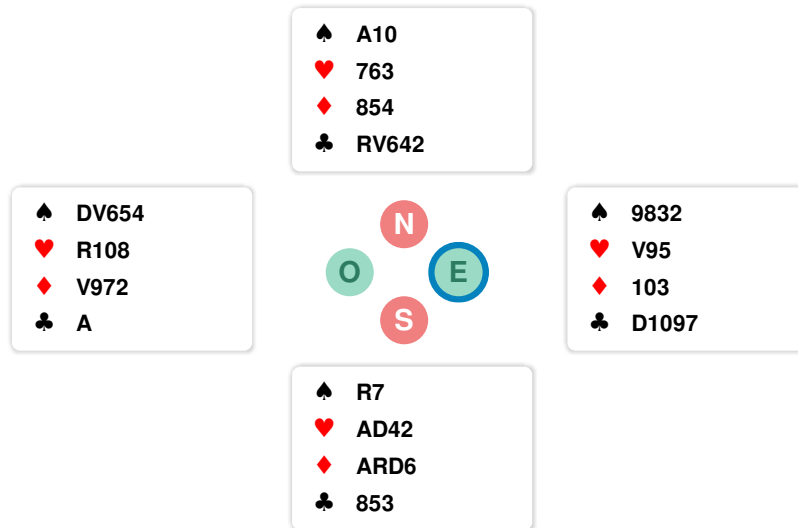 ♠ A10
♥ 763
♦ 854
♣ RV642
♠ DV654
♥ R108
♦ V972
♣ A
N
O
E
S
♠ 9832
♥ V95
♦ 103
♣ D1097
♠ R7
♥ AD42
♦ ARD6
♣ 853